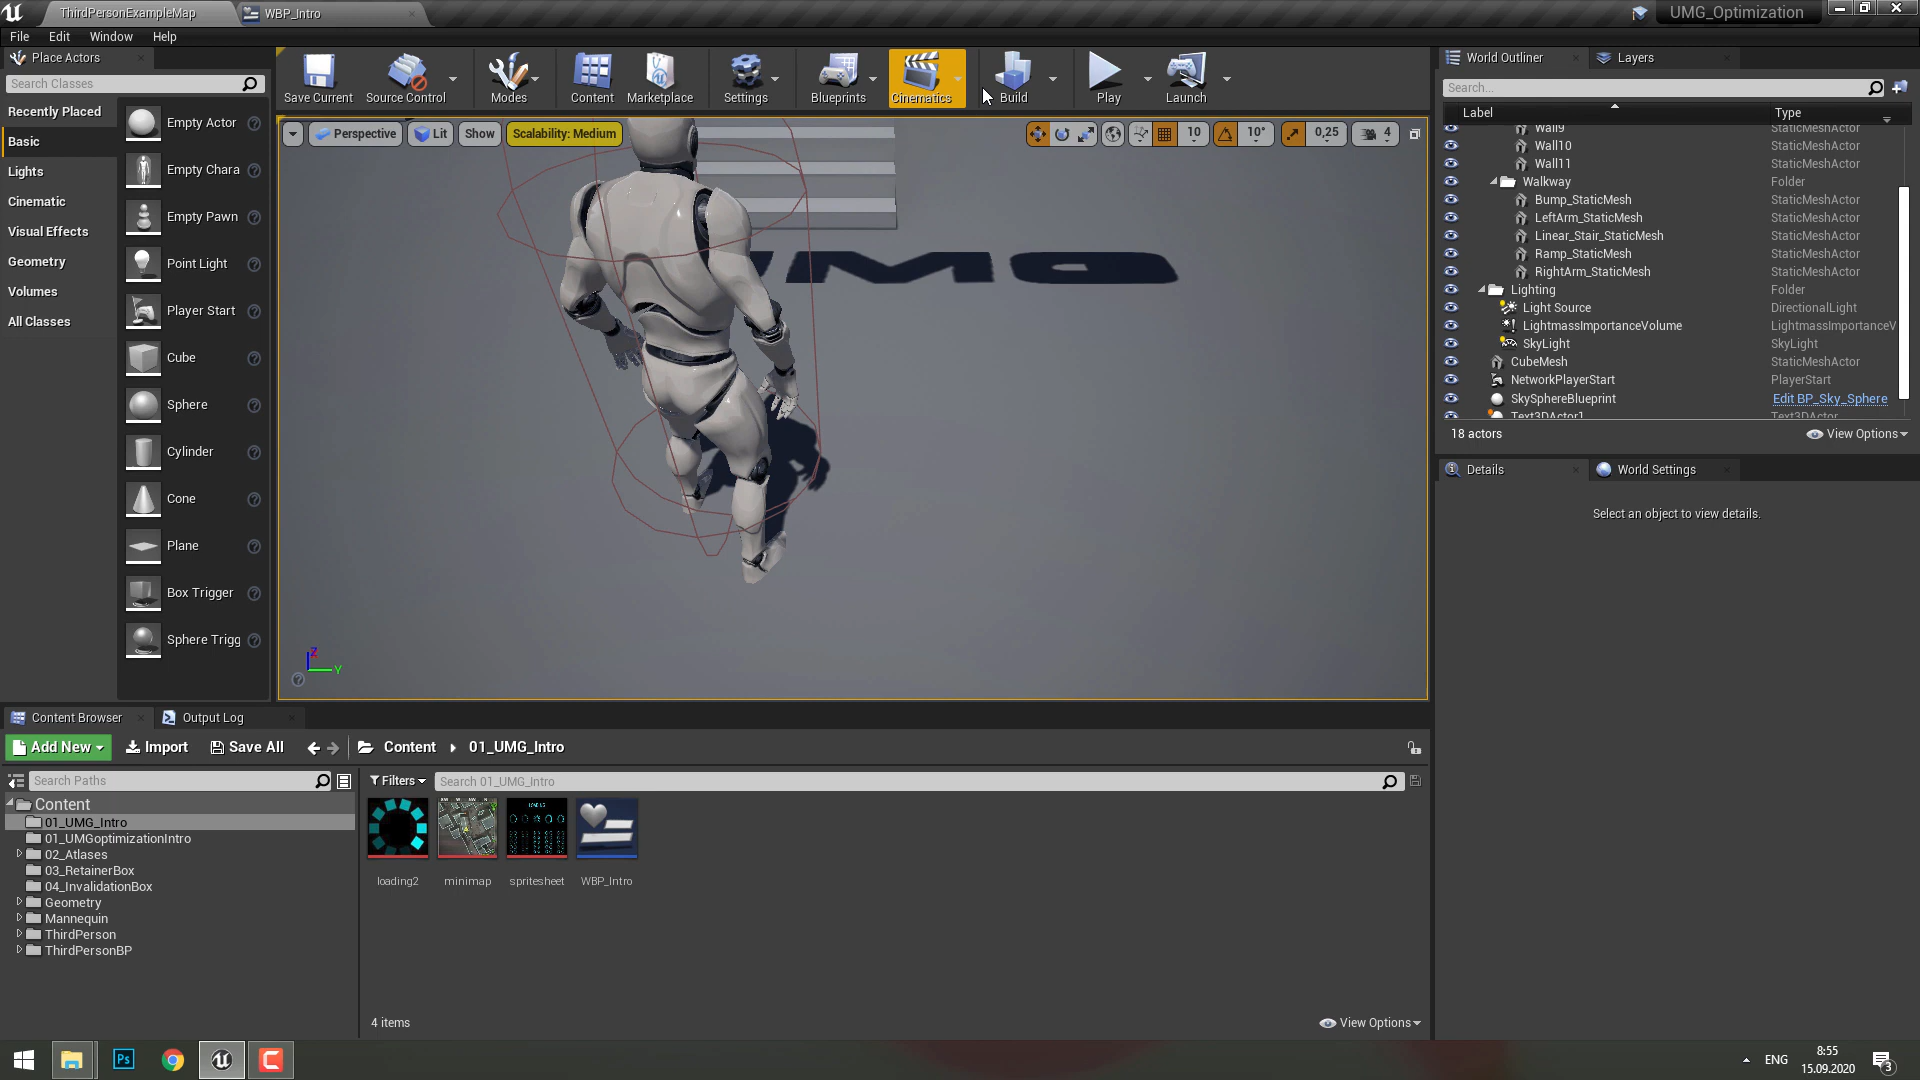 ThirdPersonExampleMap
WBP_Intro
UMG_Optimization
File Edit Window Help
Place Actors
Search Classes
Recently Placed
Basic
Lights
Cinematic
Visual Effects
Geometry
Volumes
All Classes
Empty Actor
Empty Chara
Empty Pawn
Point Light
Player Start
Cube
Sphere
Cylinder
Cone
Plane
Box Trigger
Sphere Trigg
Save Current
Source Control
Modes
Content
Marketplace
Settings
Blueprints
Cinematics
Build
Play
Launch
Perspective
Lit
Show
Scalability: Medium
10
10°
0,25
4
Z
Y
World Outliner
Layers
Search...
Label Type
Wall9 StaticMeshActor
Wall10 StaticMeshActor
Wall11 StaticMeshActor
Walkway Folder
Bump_StaticMesh StaticMeshActor
LeftArm_StaticMesh StaticMeshActor
Linear_Stair_StaticMesh StaticMeshActor
Ramp_StaticMesh StaticMeshActor
RightArm_StaticMesh StaticMeshActor
Lighting Folder
Light Source DirectionalLight
LightmassImportanceVolume LightmassImportanceV
SkyLight SkyLight
CubeMesh StaticMeshActor
NetworkPlayerStart PlayerStart
SkySphereBlueprint Edit BP_Sky_Sphere
Text3DActor1 Text3DActor
18 actors
View Options
Details
World Settings
Select an object to view details.
Content Browser
Output Log
Add New
Import
Save All
Content
01_UMG_Intro
Search Paths
Filters
Search 01_UMG_Intro
Content
01_UMG_Intro
01_UMGoptimizationIntro
02_Atlases
03_RetainerBox
04_InvalidationBox
Geometry
Mannequin
ThirdPerson
ThirdPersonBP
LOADING
loading2
minimap
spritesheet
WBP_Intro
4 items
View Options
Ps
ENG
8:55
15.09.2020
3